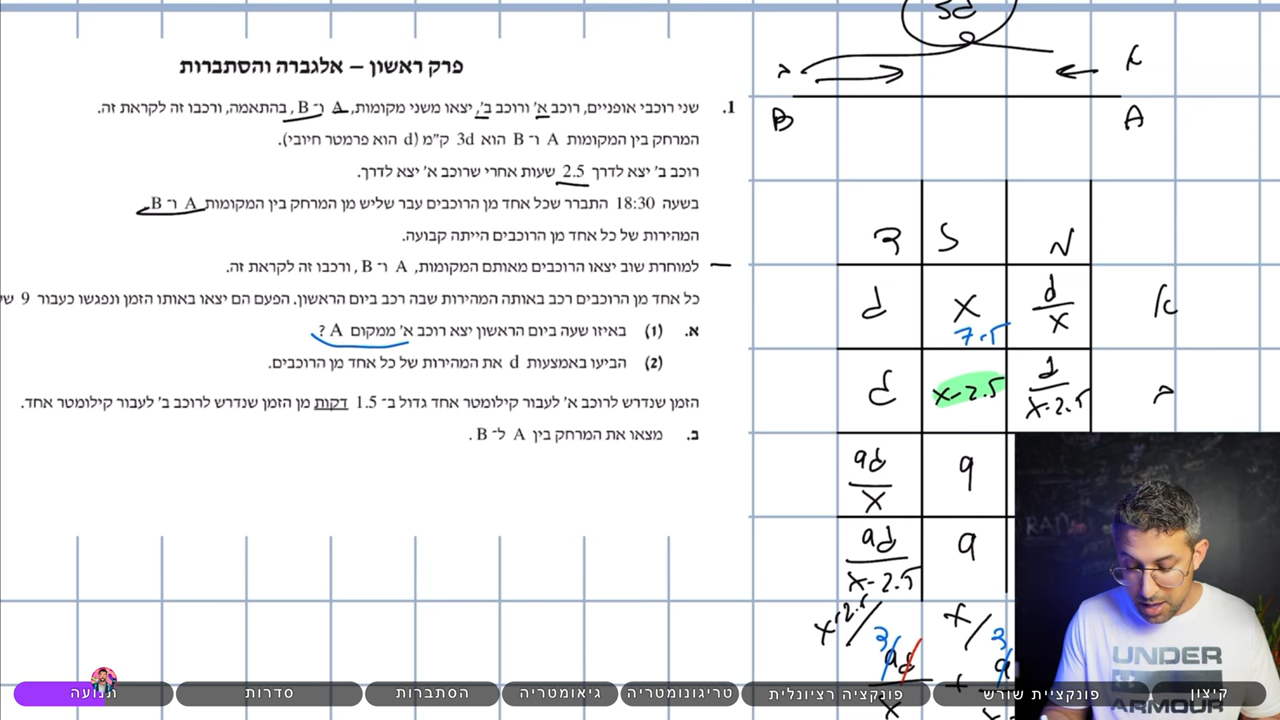 פרק ראשון – אלגברה והסתברות
1. שני רוכבי אופניים, רוכב א' ורוכב ב', יצאו משני מקומות, A ו־ B, בהתאמה, ורכבו זה לקראת זה.
המרחק בין המקומות A ו־ B הוא 3d ק"מ (d הוא פרמטר חיובי).
רוכב ב' יצא לדרך 2.5 שעות אחרי שרוכב א' יצא לדרך.
בשעה 18:30 התברר שכל אחד מן הרוכבים עבר שליש מן המרחק בין המקומות A ו־ B.
המהירות של כל אחד מן הרוכבים הייתה קבועה.
למוחרת שוב יצאו הרוכבים מאותם המקומות, A ו־ B, ורכבו זה לקראת זה.
כל אחד מן הרוכבים רכב באותה המהירות שבה רכב ביום הראשון. הפעם הם יצאו באותו הזמן ונפגשו כעבור 9
א. (1) באיזו שעה ביום הראשון יצא רוכב א' ממקום A ?
(2) הביעו באמצעות d את המהירות של כל אחד מן הרוכבים.
הזמן שנדרש לרוכב א' לעבור קילומטר אחד גדול ב־ 1.5 דקות מן הזמן שנדרש לרוכב ב' לעבור קילומטר אחד.
ב. מצאו את המרחק בין A ל־ B.
3d
א
ב
A
B
d x d/x א
7.5
d x-2.5 d/x-2.5 ב
9d/x 9
9d/x-2.5 9
UNDER
ARMOUR
תנועה
סדרות
הסתברות
גיאומטריה
טריגונומטריה
פונקציה רציונלית
פונקציית שורש
קיצון